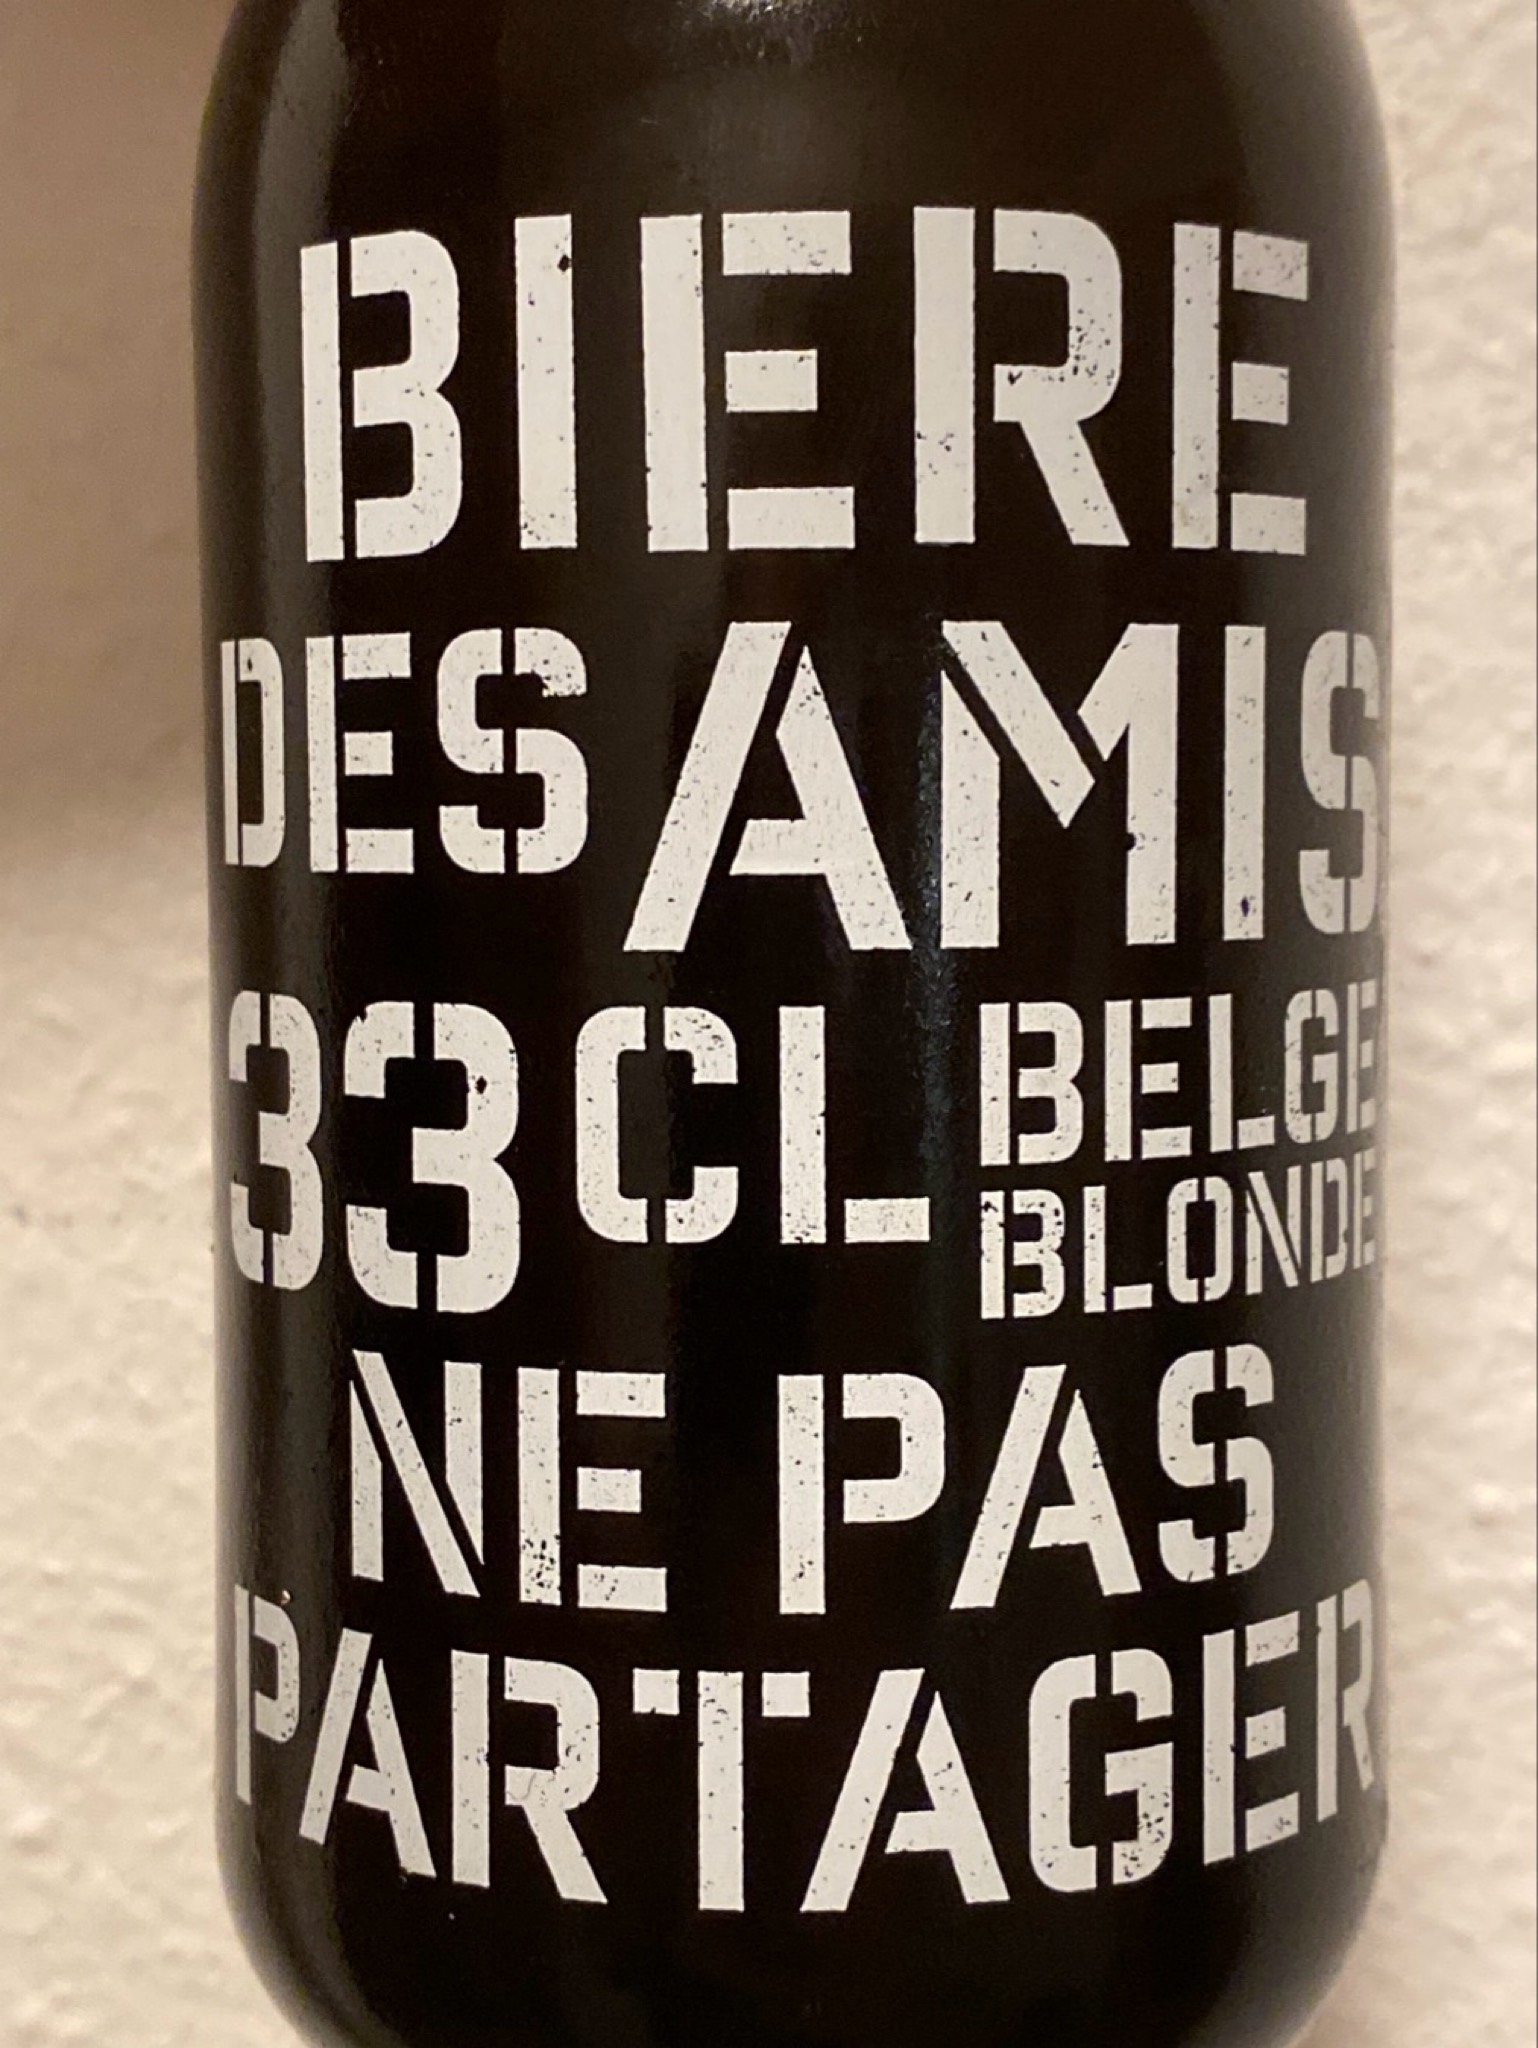 BIERE
DES AMIS
33 CL BELGE
BLONDE
NE PAS
PARTAGER